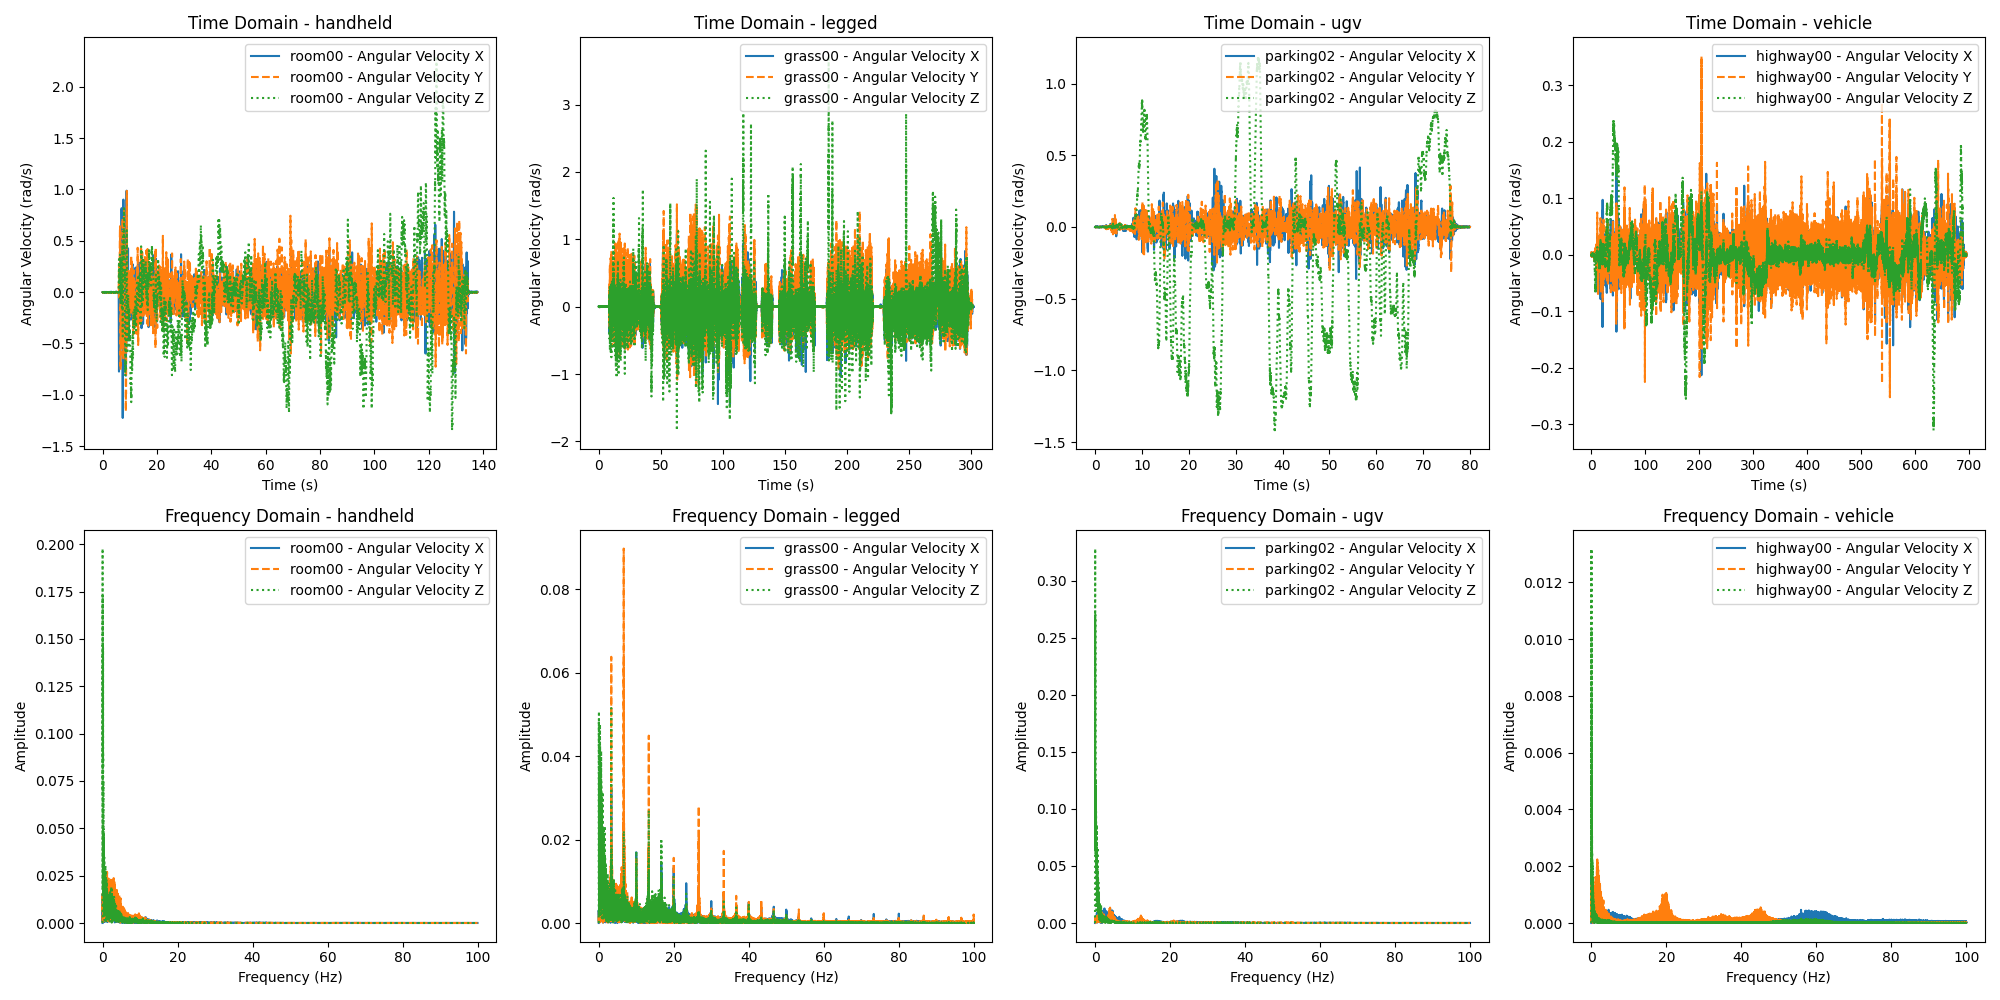 Time Domain - handheld
Angular Velocity (rad/s)
2.0
1.5
1.0
0.5
0.0
−0.5
−1.0
−1.5
room00 - Angular Velocity X
room00 - Angular Velocity Y
room00 - Angular Velocity Z
0 20 40 60 80 100 120 140
Time (s)
Time Domain - legged
Angular Velocity (rad/s)
3
2
1
0
−1
−2
grass00 - Angular Velocity X
grass00 - Angular Velocity Y
grass00 - Angular Velocity Z
0 50 100 150 200 250 300
Time (s)
Time Domain - ugv
Angular Velocity (rad/s)
1.0
0.5
0.0
−0.5
−1.0
−1.5
parking02 - Angular Velocity X
parking02 - Angular Velocity Y
parking02 - Angular Velocity Z
0 10 20 30 40 50 60 70 80
Time (s)
Time Domain - vehicle
Angular Velocity (rad/s)
0.3
0.2
0.1
0.0
−0.1
−0.2
−0.3
highway00 - Angular Velocity X
highway00 - Angular Velocity Y
highway00 - Angular Velocity Z
0 100 200 300 400 500 600 700
Time (s)
Frequency Domain - handheld
Amplitude
0.200
0.175
0.150
0.125
0.100
0.075
0.050
0.025
0.000
room00 - Angular Velocity X
room00 - Angular Velocity Y
room00 - Angular Velocity Z
0 20 40 60 80 100
Frequency (Hz)
Frequency Domain - legged
Amplitude
0.08
0.06
0.04
0.02
0.00
grass00 - Angular Velocity X
grass00 - Angular Velocity Y
grass00 - Angular Velocity Z
0 20 40 60 80 100
Frequency (Hz)
Frequency Domain - ugv
Amplitude
0.30
0.25
0.20
0.15
0.10
0.05
0.00
parking02 - Angular Velocity X
parking02 - Angular Velocity Y
parking02 - Angular Velocity Z
0 20 40 60 80 100
Frequency (Hz)
Frequency Domain - vehicle
Amplitude
0.012
0.010
0.008
0.006
0.004
0.002
0.000
highway00 - Angular Velocity X
highway00 - Angular Velocity Y
highway00 - Angular Velocity Z
0 20 40 60 80 100
Frequency (Hz)